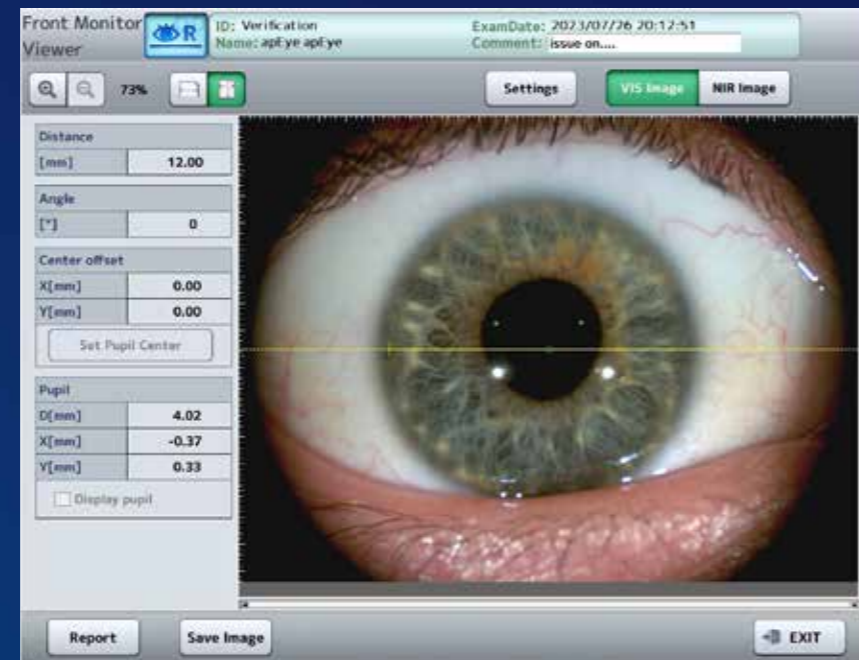 Front Monitor
Viewer
R
ID: Verification
Name: apEye apEye
ExamDate: 2023/07/26 20:12:51
Comment: issue on....
73%
Settings
VIS Image
NIR Image
Distance
[mm] 12.00
Angle
[°] 0
Center offset
X[mm] 0.00
Y[mm] 0.00
Set Pupil Center
Pupil
D[mm] 4.02
X[mm] -0.37
Y[mm] 0.33
Display pupil
Report
Save Image
EXIT